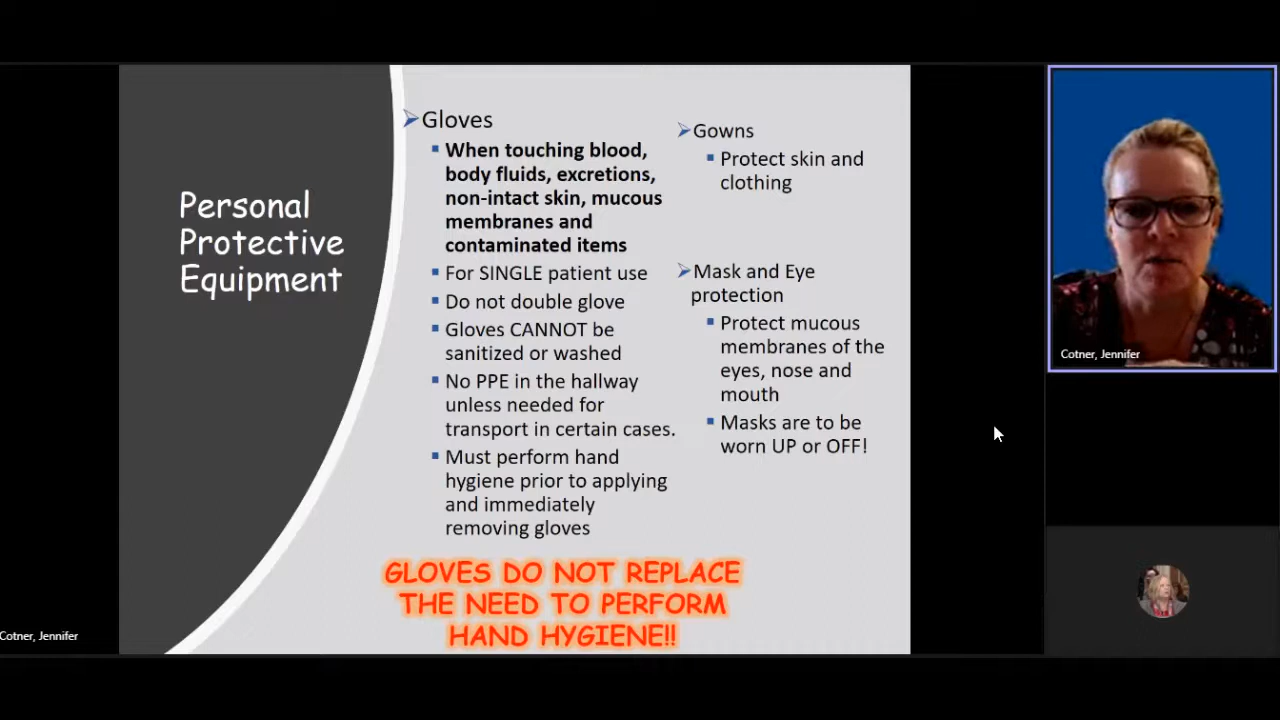 Personal
Protective
Equipment
Gloves
When touching blood,
body fluids, excretions,
non-intact skin, mucous
membranes and
contaminated items
For SINGLE patient use
Do not double glove
Gloves CANNOT be
sanitized or washed
No PPE in the hallway
unless needed for
transport in certain cases.
Must perform hand
hygiene prior to applying
and immediately
removing gloves
Gowns
Protect skin and
clothing
Mask and Eye
protection
Protect mucous
membranes of the
eyes, nose and
mouth
Masks are to be
worn UP or OFF!
GLOVES DO NOT REPLACE
THE NEED TO PERFORM
HAND HYGIENE!!
Cotner, Jennifer
Cotner, Jennifer